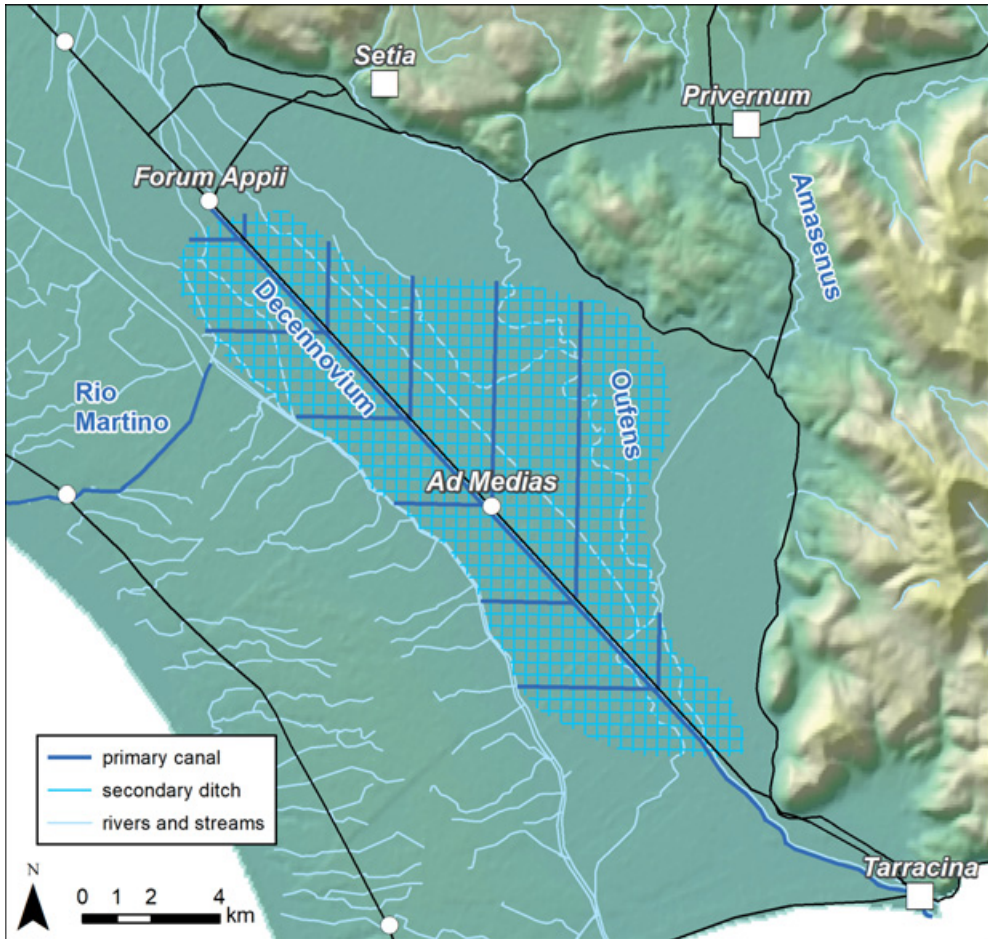 Setia
Privernum
Forum Appii
Amasenus
Decennovium
Rio
Martino
Oufens
Ad Medias
primary canal
secondary ditch
rivers and streams
Tarracina
N
0 1 2 4
km